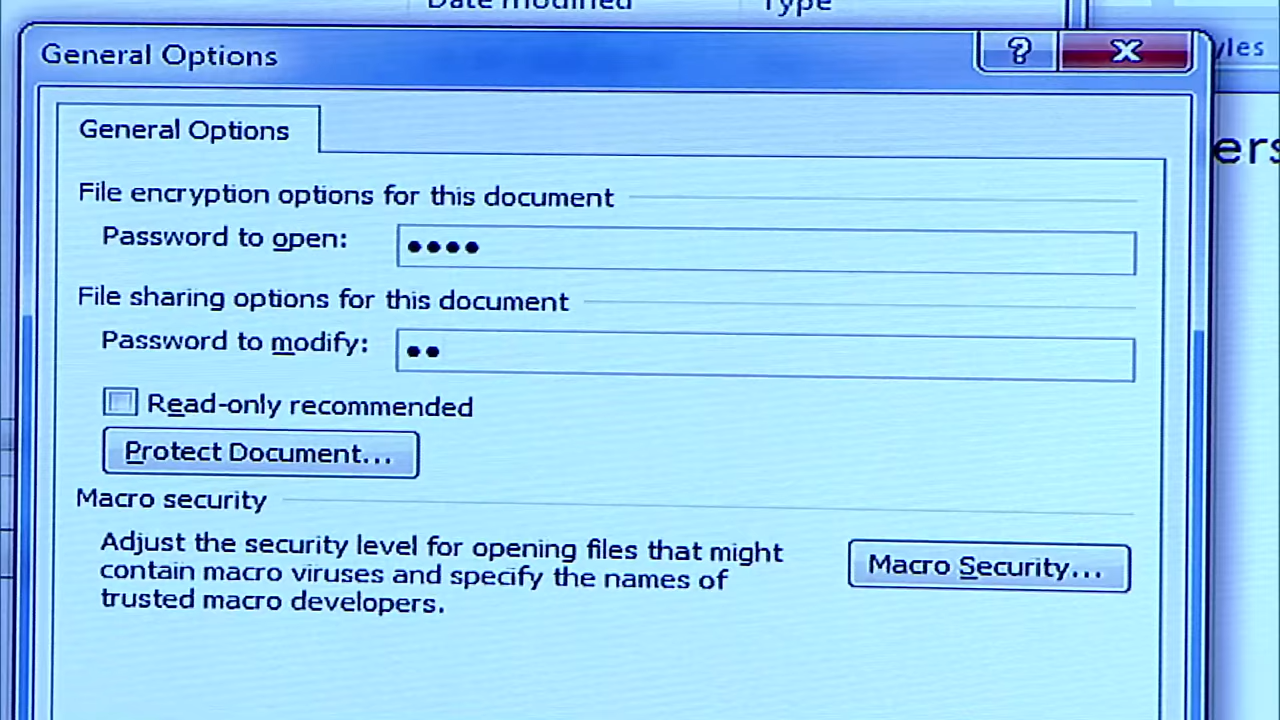 Date modified Type
General Options ?
yles
General Options
ers
File encryption options for this document
Password to open: ••••
File sharing options for this document
Password to modify: ••
Read-only recommended
Protect Document...
Macro security
Adjust the security level for opening files that might
contain macro viruses and specify the names of
trusted macro developers.
Macro Security...